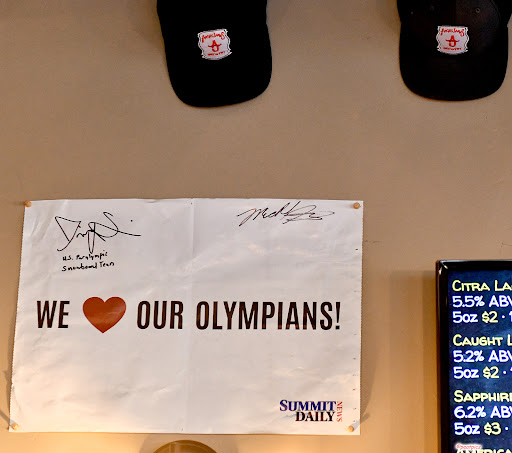 U.S. Paralympic
Snowboard Team
WE ❤ OUR OLYMPIANS!
SUMMIT
DAILY
NEWS
CITRA LA
5.5% ABV
5oz $2 ·
CAUGHT L
5.2% ABV
5oz $2 ·
SAPPHIRE
6.2% ABV
5oz $3 ·
AMERICA